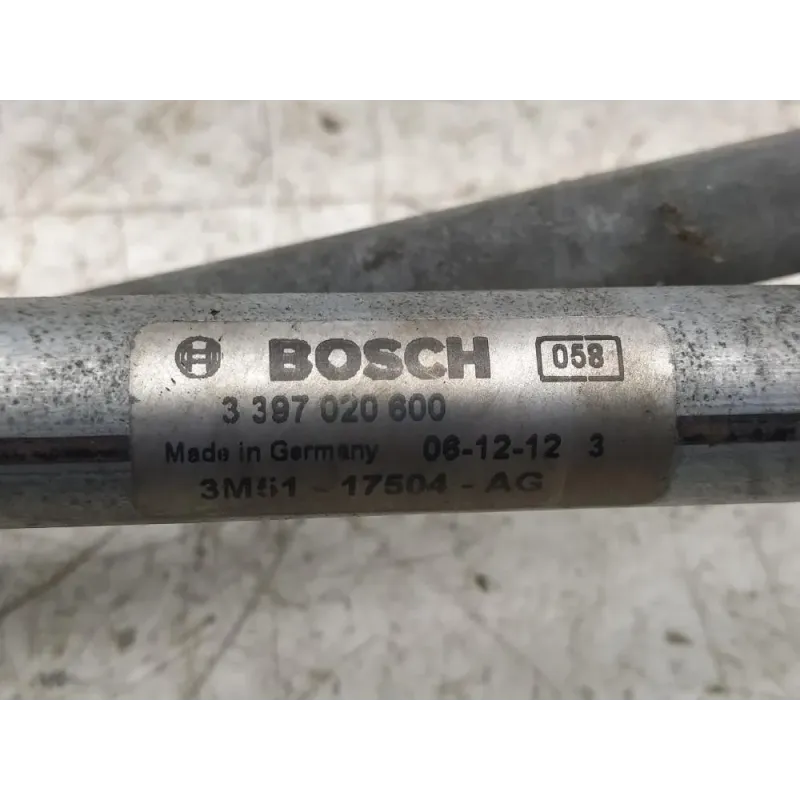 BOSCH 058
3 397 020 600
Made in Germany 06-12-12 3
3M51 - 17504 - AG